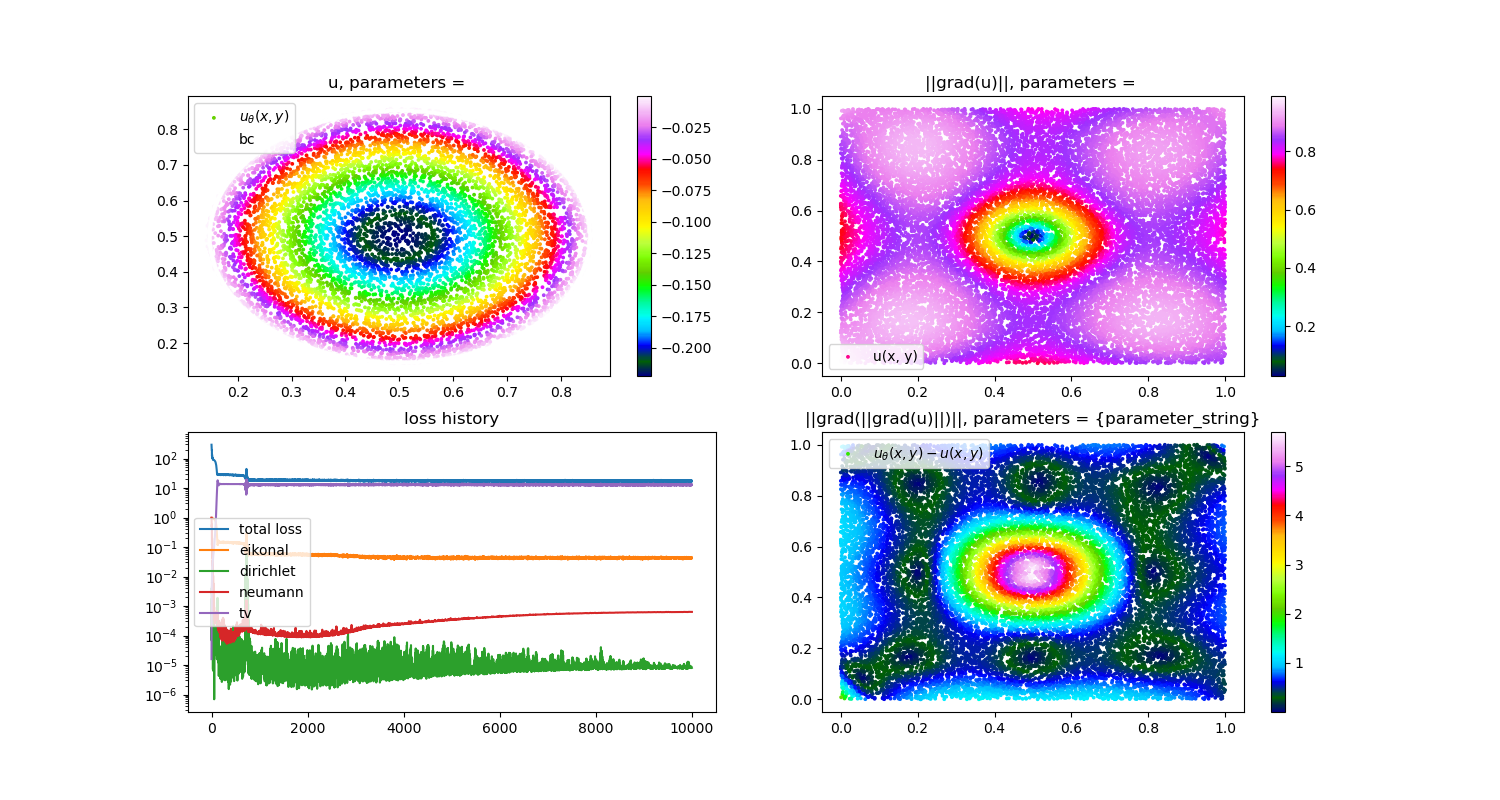 u, parameters =
u_θ(x, y)
bc
0.8
0.7
0.6
0.5
0.4
0.3
0.2
0.2 0.3 0.4 0.5 0.6 0.7 0.8
−0.025
−0.050
−0.075
−0.100
−0.125
−0.150
−0.175
−0.200
||grad(u)||, parameters =
1.0
0.8
0.6
0.4
0.2
0.0
u(x, y)
0.0 0.2 0.4 0.6 0.8 1.0
0.8
0.6
0.4
0.2
loss history
10²
10¹
10⁰
10⁻¹
10⁻²
10⁻³
10⁻⁴
10⁻⁵
10⁻⁶
total loss
eikonal
dirichlet
neumann
tv
0 2000 4000 6000 8000 10000
||grad(||grad(u)||)||, parameters = {parameter_string}
u_θ(x, y) − u(x, y)
1.0
0.8
0.6
0.4
0.2
0.0
0.0 0.2 0.4 0.6 0.8 1.0
5
4
3
2
1